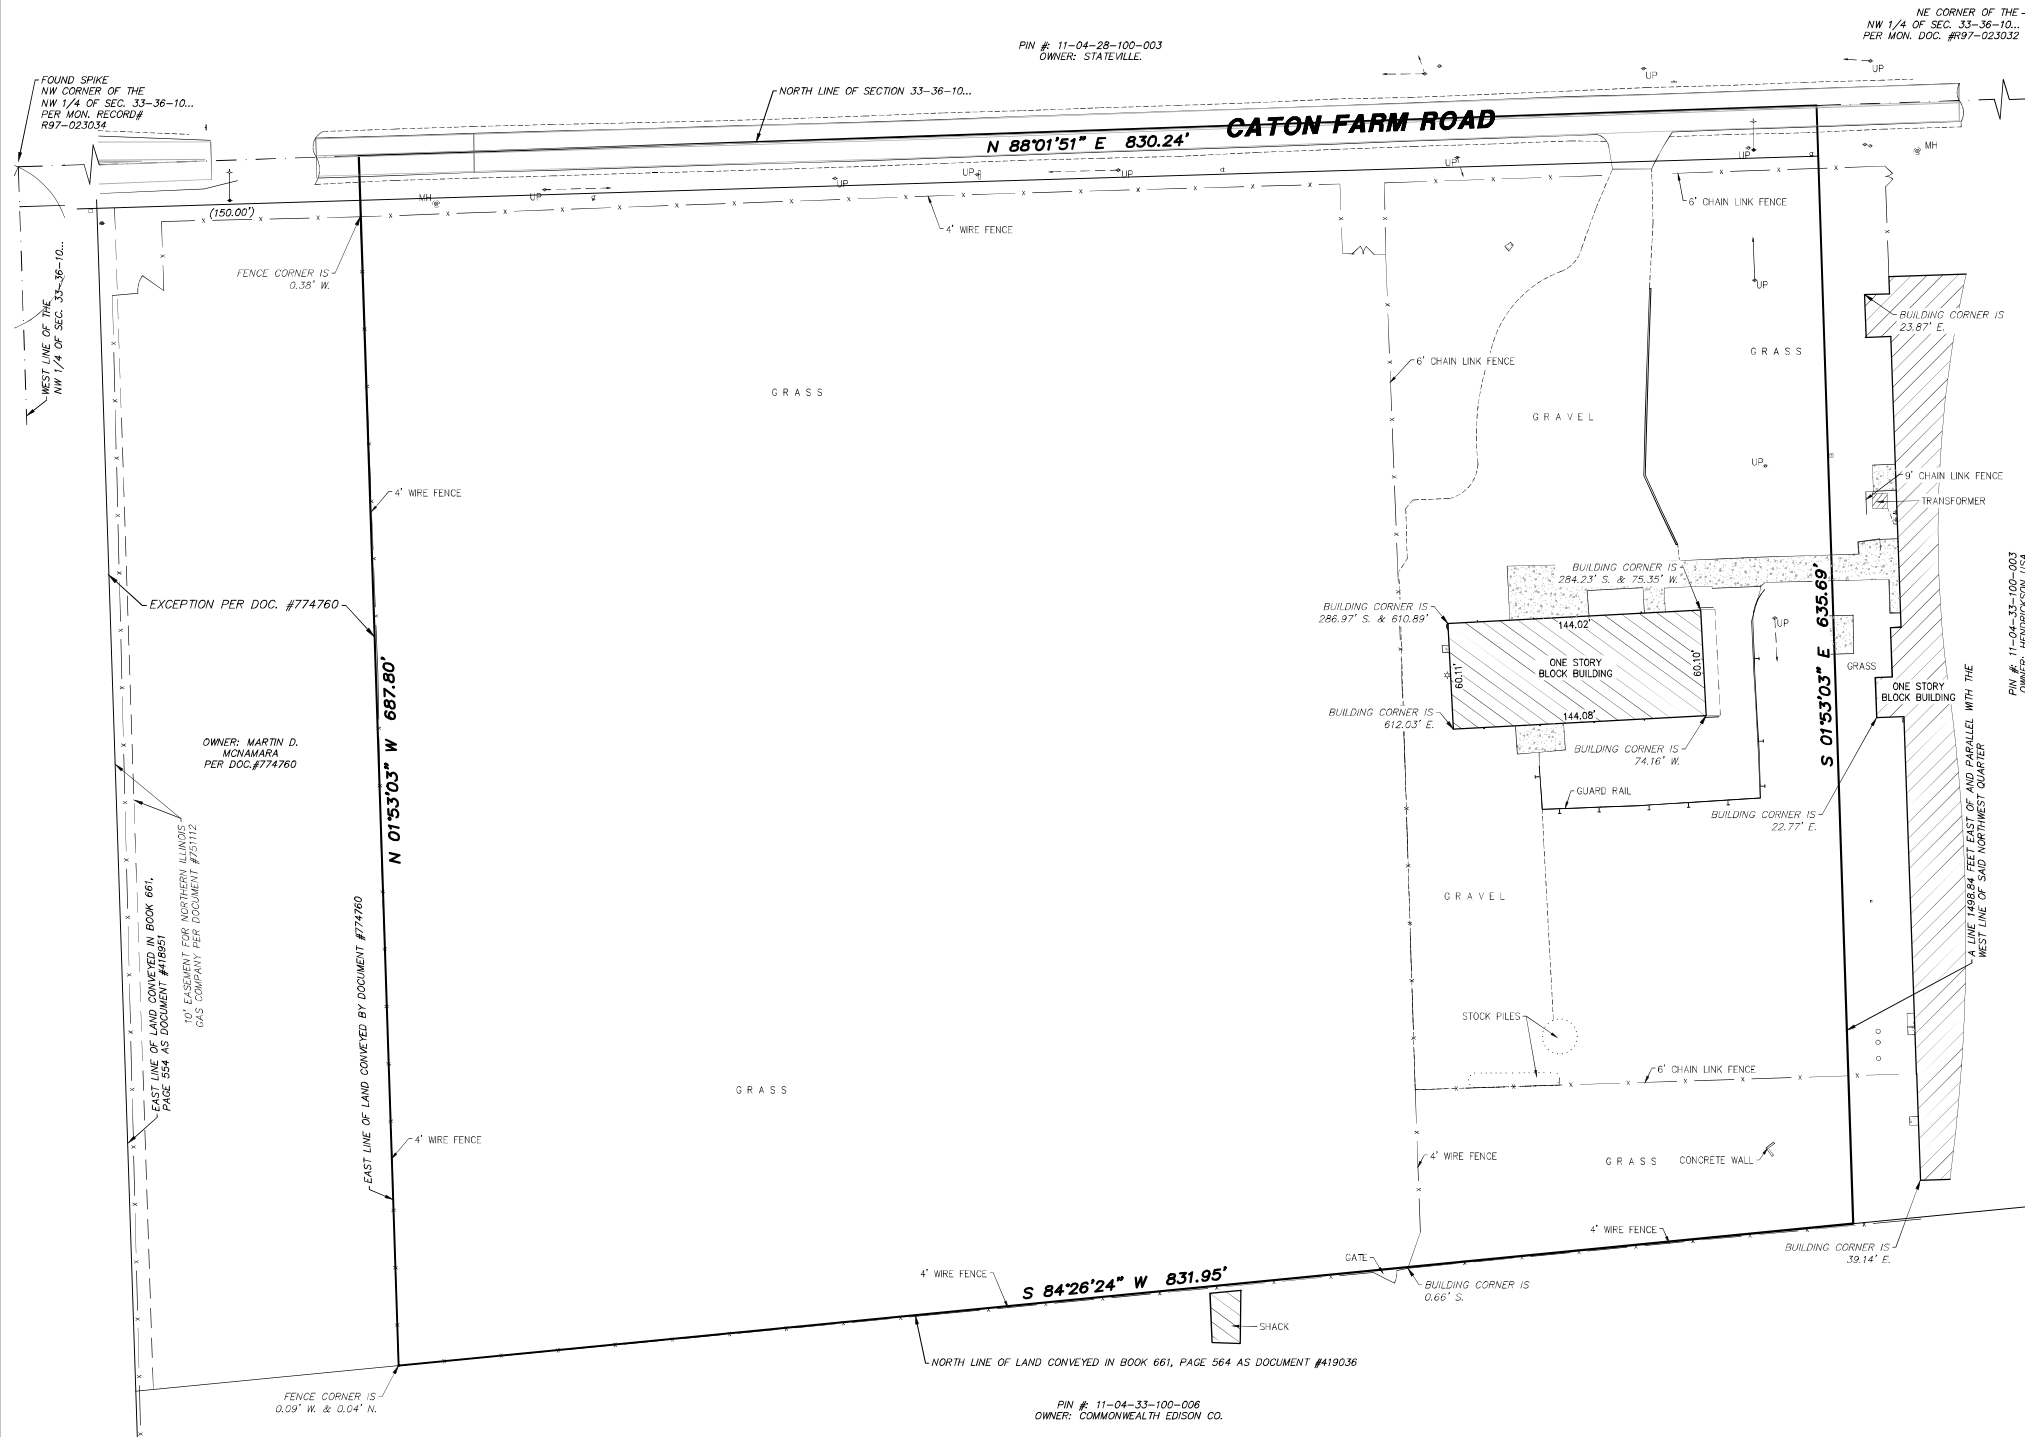 NE CORNER OF THE
NW 1/4 OF SEC. 33-36-10...
PER MON. DOC. #R97-023032
PIN #: 11-04-28-100-003
OWNER: STATEVILLE.
FOUND SPIKE
NW CORNER OF THE
NW 1/4 OF SEC. 33-36-10...
PER MON. RECORD#
R97-023034
NORTH LINE OF SECTION 33-36-10...
UP
UP
CATON FARM ROAD
N 88°01'51" E 830.24'
MH
UP
UP
UP
UP
UP
UP
MH
(150.00')
6' CHAIN LINK FENCE
4' WIRE FENCE
WEST LINE OF THE
NW 1/4 OF SEC. 33-36-10...
FENCE CORNER IS
0.38' W.
UP
BUILDING CORNER IS
23.87' E.
GRASS
6' CHAIN LINK FENCE
GRASS
GRAVEL
UP
9' CHAIN LINK FENCE
TRANSFORMER
4' WIRE FENCE
BUILDING CORNER IS
284.23' S. & 75.35' W.
EXCEPTION PER DOC. #774760
BUILDING CORNER IS
286.97' S. & 610.89'
144.02'
UP
S 01°53'03" E 635.69'
PIN #: 11-04-33-100-003
OWNER: HENDRICKSON USA
60.11'
ONE STORY
BLOCK BUILDING
60.10'
GRASS
ONE STORY
BLOCK BUILDING
N 01°53'03" W 687.80'
BUILDING CORNER IS
612.03' E.
144.08'
BUILDING CORNER IS
74.16' W.
OWNER: MARTIN D.
MCNAMARA
PER DOC.#774760
GUARD RAIL
BUILDING CORNER IS
22.77' E.
A LINE 1498.84 FEET EAST OF AND PARALLEL WITH THE
WEST LINE OF SAID NORTHWEST QUARTER
10' EASEMENT FOR NORTHERN ILLINOIS
GAS COMPANY PER DOCUMENT #751112
EAST LINE OF LAND CONVEYED IN BOOK 661,
PAGE 554 AS DOCUMENT #418951
EAST LINE OF LAND CONVEYED BY DOCUMENT #774760
GRAVEL
STOCK PILES
6' CHAIN LINK FENCE
GRASS
4' WIRE FENCE
4' WIRE FENCE
GRASS
CONCRETE WALL
4' WIRE FENCE
BUILDING CORNER IS
39.14' E.
GATE
4' WIRE FENCE
S 84°26'24" W 831.95'
BUILDING CORNER IS
0.66' S.
SHACK
NORTH LINE OF LAND CONVEYED IN BOOK 661, PAGE 564 AS DOCUMENT #419036
FENCE CORNER IS
0.09' W. & 0.04' N.
PIN #: 11-04-33-100-006
OWNER: COMMONWEALTH EDISON CO.